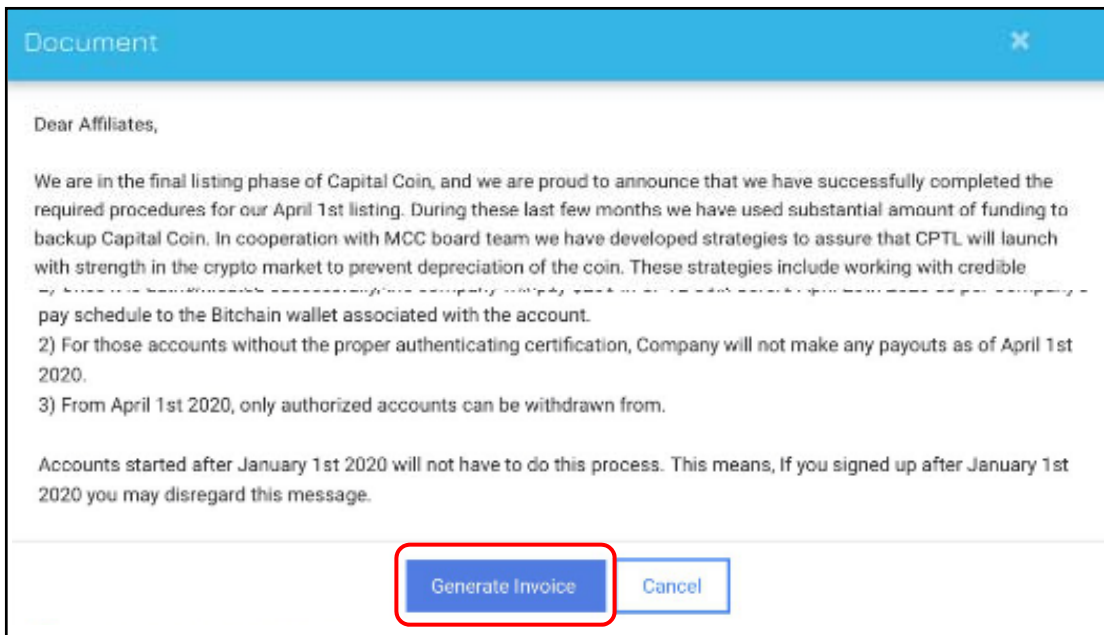 Document
Dear Affiliates,
We are in the final listing phase of Capital Coin, and we are proud to announce that we have successfully completed the
required procedures for our April 1st listing. During these last few months we have used substantial amount of funding to
backup Capital Coin. In cooperation with MCC board team we have developed strategies to assure that CPTL will launch
with strength in the crypto market to prevent depreciation of the coin. These strategies include working with credible
pay schedule to the Bitchain wallet associated with the account.
2) For those accounts without the proper authenticating certification, Company will not make any payouts as of April 1st
2020.
3) From April 1st 2020, only authorized accounts can be withdrawn from.
Accounts started after January 1st 2020 will not have to do this process. This means, If you signed up after January 1st
2020 you may disregard this message.
Generate Invoice
Cancel